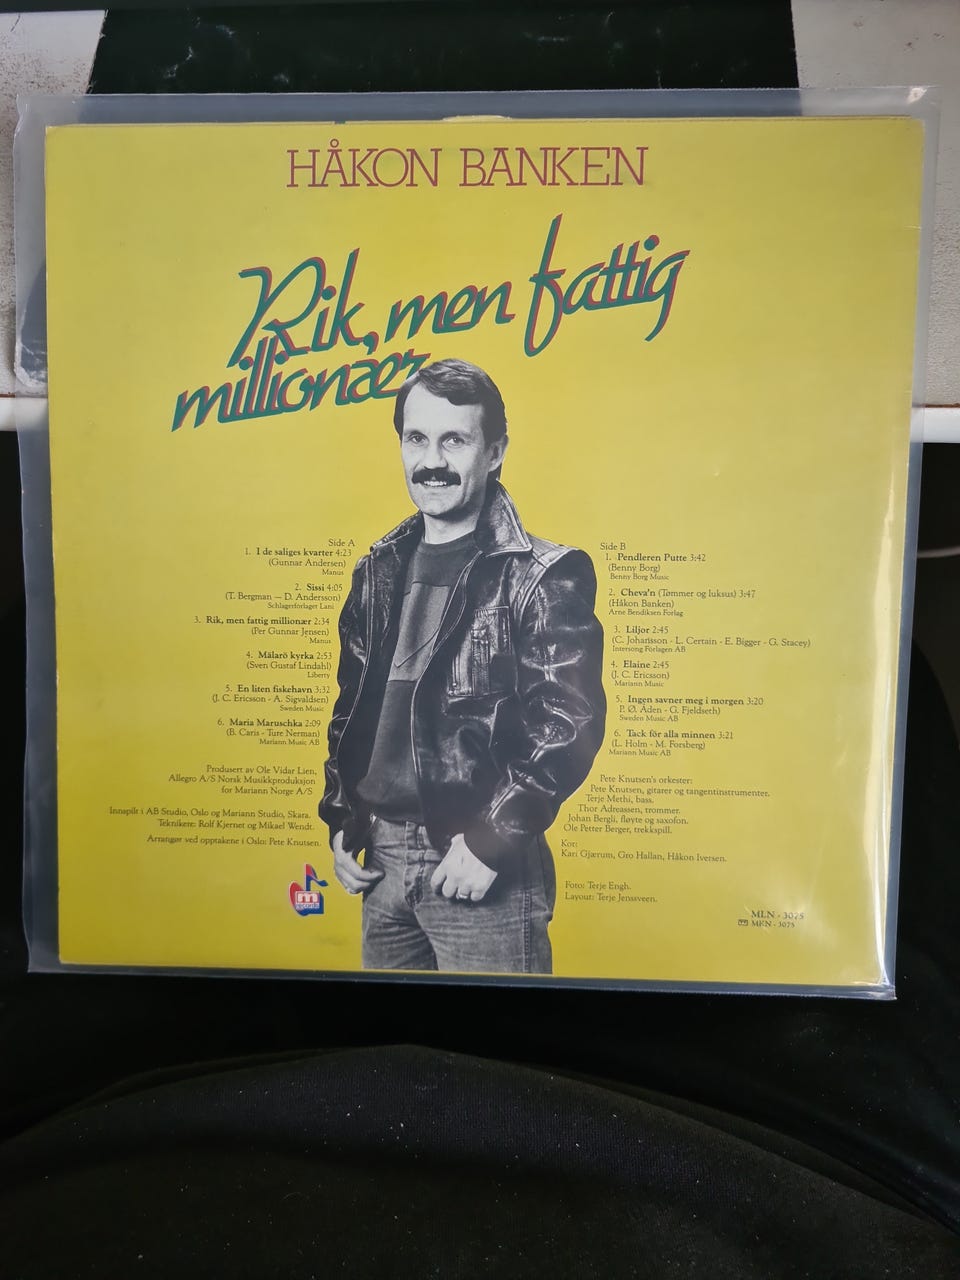 HÅKON BANKEN
Rik, men fattig
millionær
Side A
1. I de saliges kvarter 4:23
(Gunnar Andersen)
Manus
2. Sissi 4:05
(T. Bergman – D. Andersson)
Schlagerförlaget Lani
3. Rik, men fattig millionær 2:34
(Per Gunnar Jensen)
Manus
4. Mälarö kyrka 2:53
(Sven Gustaf Lindahl)
Liberty
5. En liten fiskehavn 3:32
(J. C. Ericsson - A. Sigvaldsen)
Sweden Music
6. Maria Maruschka 2:09
(B. Caris - Ture Nerman)
Mariann Music AB
Produsert av Ole Vidar Lien,
Allegro A/S Norsk Musikkproduksjon
for Mariann Norge A/S
Innspilt i AB Studio, Oslo og Mariann Studio, Skara.
Teknikere: Rolf Kjernet og Mikael Wendt.
Arrangør ved opptakene i Oslo: Pete Knutsen.
m
records
Side B
1. Pendleren Putte 3:42
(Benny Borg)
Benny Borg Music
2. Cheva'n (Tømmer og luksus) 3:47
(Håkon Banken)
Arne Bendiksen Forlag
3. Liljor 2:45
(C. Johansson - L. Certain - E. Bigger - G. Stacey)
Intersong Förlagen AB
4. Elaine 2:45
(J. C. Ericsson)
Mariann Music
5. Ingen savner meg i morgen 3:20
P. Ø. Åden - G. Fjeldseth)
Sweden Music AB
6. Tack för alla minnen 3:21
(L. Holm - M. Forsberg)
Mariann Music AB
Pete Knutsen's orkester:
Pete Knutsen, gitarer og tangentinstrumenter.
Terje Methi, bass.
Thor Adreassen, trommer.
Johan Bergli, fløyte og saxofon.
Ole Petter Berger, trekkspill.
Kor:
Kari Gjærum, Gro Hallan, Håkon Iversen.
Foto: Terje Engh.
Layout: Terje Jenssveen.
MLN - 3075
MKN - 3075